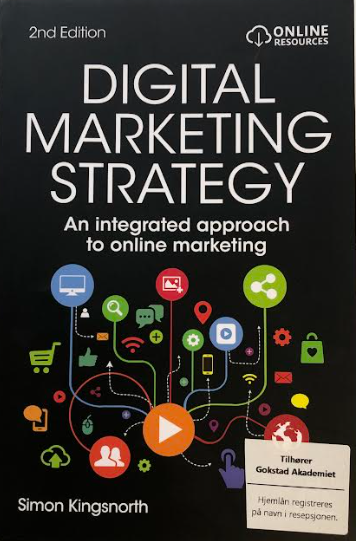 2nd Edition
ONLINE
RESOURCES
DIGITAL
MARKETING
STRATEGY
An integrated approach
to online marketing
Simon Kingsnorth
Tilhører
Gokstad Akademiet
Hjemlån registreres
på navn i resepsjonen.